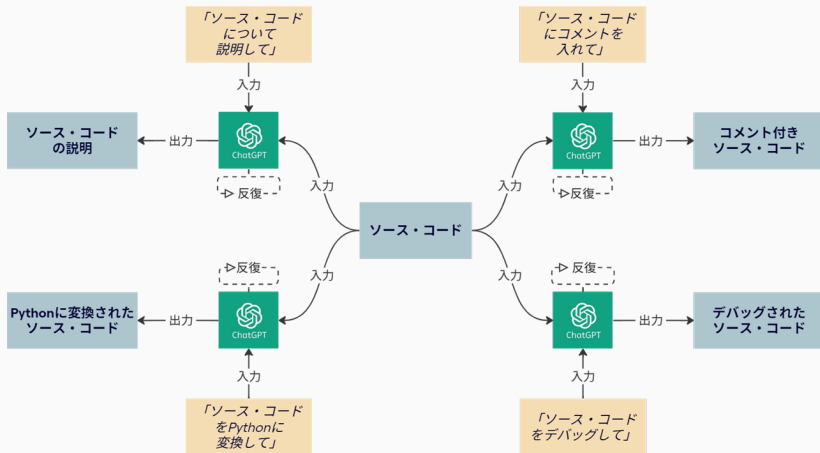 「ソース・コード
について
説明して」
「ソース・コード
にコメントを
入れて」
入力
入力
ソース・コード
の説明
出力
ChatGPT
ChatGPT
出力
コメント付き
ソース・コード
反復
入力
入力
反復
ソース・コード
反復
入力
入力
反復
Pythonに変換された
ソース・コード
出力
ChatGPT
ChatGPT
出力
デバッグされた
ソース・コード
入力
入力
「ソース・コード
をPythonに
変換して」
「ソース・コード
をデバッグして」